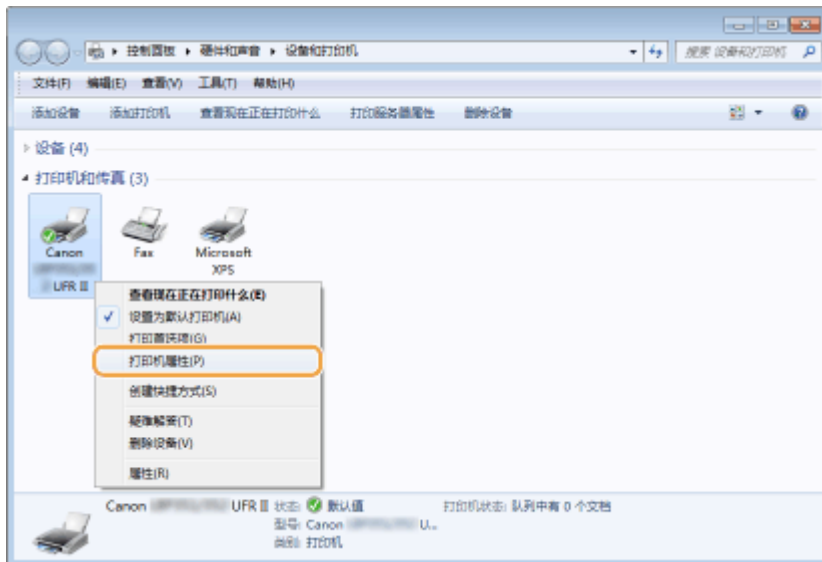 控制面板 ▸ 硬件和声音 ▸ 设备和打印机
搜索 设备和打印机
文件(F) 编辑(E) 查看(V) 工具(T) 帮助(H)
添加设备 添加打印机 查看现在正在打印什么 打印服务器属性 删除设备
设备 (4)
打印机和传真 (3)
Canon
UFR II
Fax
Microsoft
XPS
查看现在正在打印什么(E)
设置为默认打印机(A)
打印首选项(G)
打印机属性(P)
创建快捷方式(S)
疑难解答(T)
删除设备(V)
属性(R)
Canon UFR II 状态: 默认值 打印机状态: 队列中有 0 个文档
型号: Canon U...
类别: 打印机